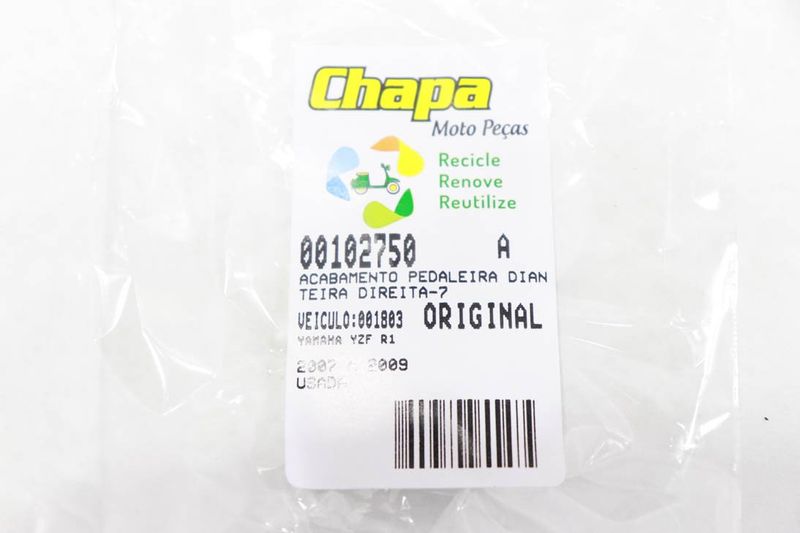 Chapa
Moto Peças
Recicle
Renove
Reutilize
00102750 A
ACABAMENTO PEDALEIRA DIAN
TEIRA DIREITA-7
VEICULO:001803 ORIGINAL
YAMAHA YZF R1
2007 A 2009
USADA